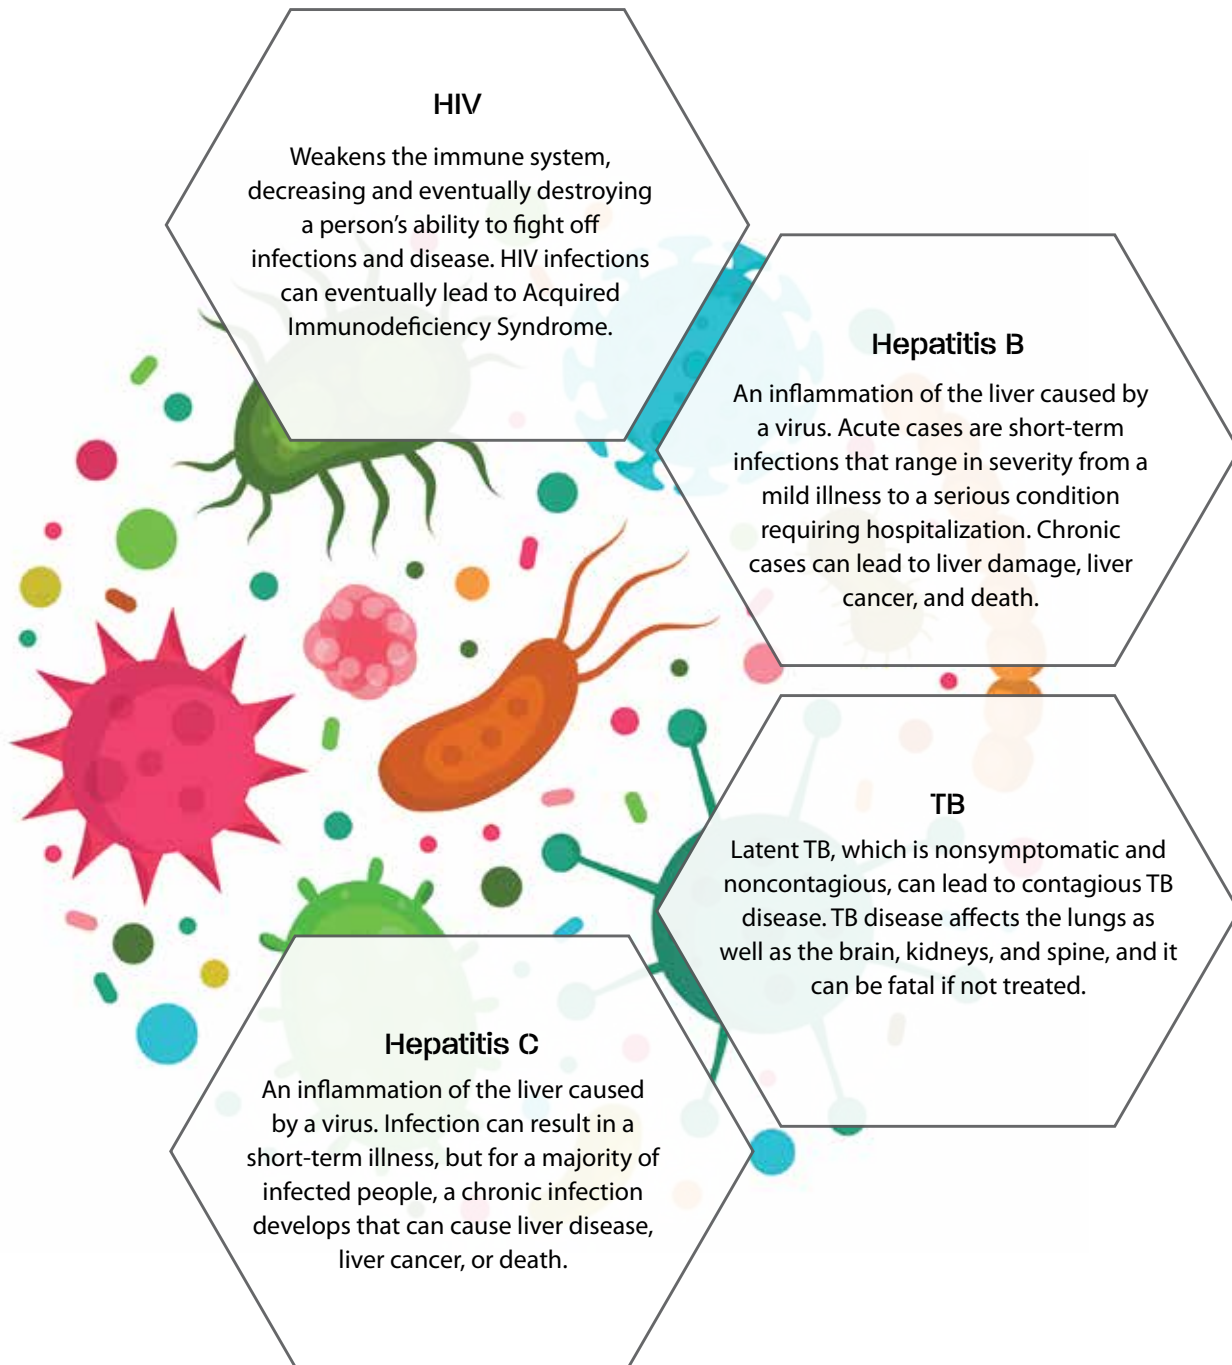 HIV
Weakens the immune system,
decreasing and eventually destroying
a person’s ability to fight off
infections and disease. HIV infections
can eventually lead to Acquired
Immunodeficiency Syndrome.
Hepatitis B
An inflammation of the liver caused by
a virus. Acute cases are short-term
infections that range in severity from a
mild illness to a serious condition
requiring hospitalization. Chronic
cases can lead to liver damage, liver
cancer, and death.
TB
Latent TB, which is nonsymptomatic and
noncontagious, can lead to contagious TB
disease. TB disease affects the lungs as
well as the brain, kidneys, and spine, and it
can be fatal if not treated.
Hepatitis C
An inflammation of the liver caused
by a virus. Infection can result in a
short-term illness, but for a majority of
infected people, a chronic infection
develops that can cause liver disease,
liver cancer, or death.